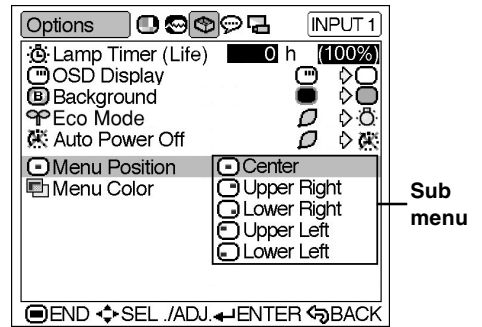 Options INPUT 1
Lamp Timer (Life) 0 h (100%)
OSD Display
B Background
Eco Mode
Auto Power Off
Menu Position Center
Menu Color Upper Right
Lower Right
Upper Left
Lower Left
Sub
menu
END SEL ./ADJ. ENTER BACK